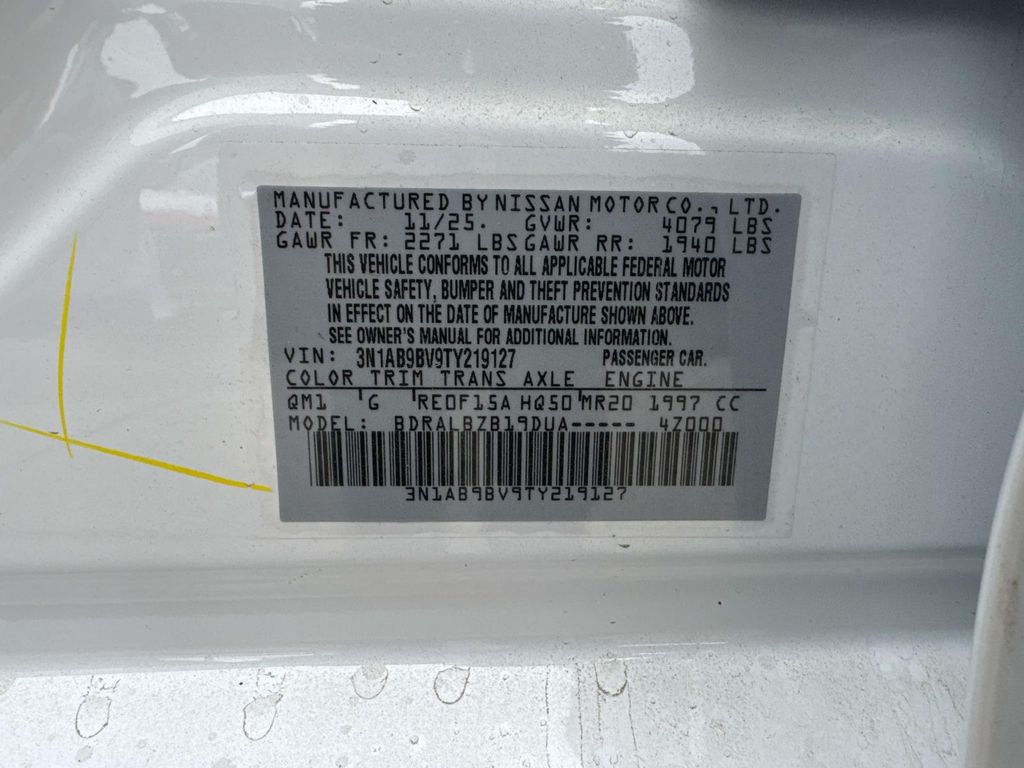 MANUFACTURED BY NISSAN MOTOR CO., LTD.
DATE: 11/25. GVWR: 4079 LBS
GAWR FR: 2271 LBS GAWR RR: 1940 LBS
THIS VEHICLE CONFORMS TO ALL APPLICABLE FEDERAL MOTOR
VEHICLE SAFETY, BUMPER AND THEFT PREVENTION STANDARDS
IN EFFECT ON THE DATE OF MANUFACTURE SHOWN ABOVE.
SEE OWNER'S MANUAL FOR ADDITIONAL INFORMATION.
VIN: 3N1AB9BV9TY219127 PASSENGER CAR.
COLOR TRIM TRANS AXLE ENGINE
QM1 G RE0F15A HQ50 MR20 1997 CC
MODEL: BDRALBZB19DUA----- 4Z000
3N1AB9BV9TY219127